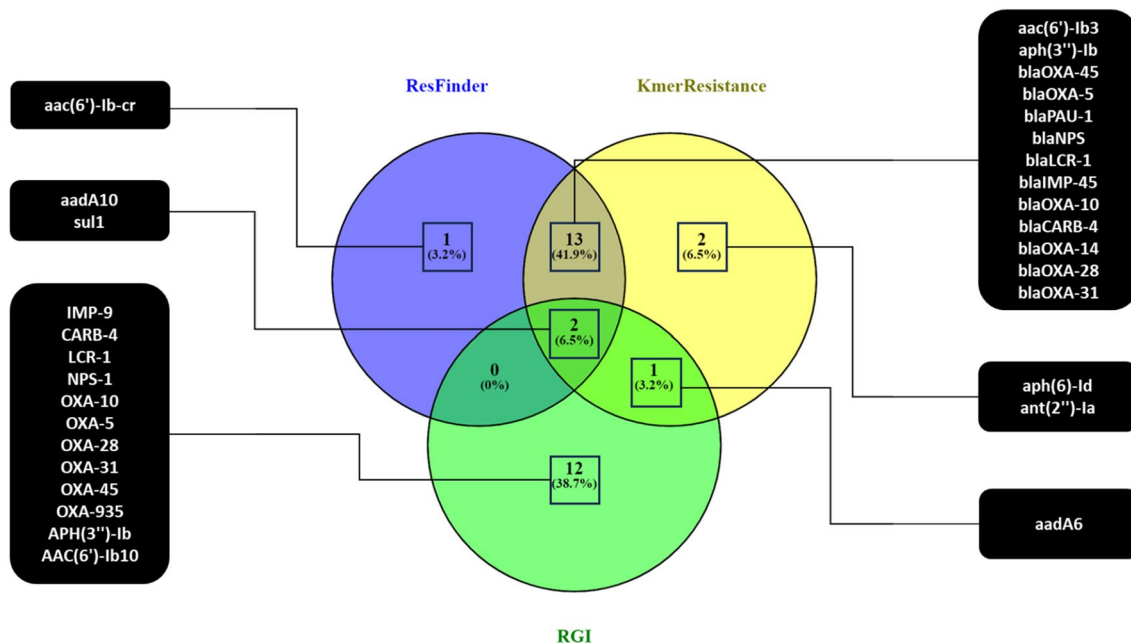 ResFinder
KmerResistance
RGI
aac(6')-Ib-cr
aadA10
sul1
IMP-9
CARB-4
LCR-1
NPS-1
OXA-10
OXA-5
OXA-28
OXA-31
OXA-45
OXA-935
APH(3'')-Ib
AAC(6')-Ib10
1
(3.2%)
13
(41.9%)
2
(6.5%)
2
(6.5%)
0
(0%)
1
(3.2%)
12
(38.7%)
aac(6')-Ib3
aph(3'')-Ib
blaOXA-45
blaOXA-5
blaPAU-1
blaNPS
blaLCR-1
blaIMP-45
blaOXA-10
blaCARB-4
blaOXA-14
blaOXA-28
blaOXA-31
aph(6)-Id
ant(2'')-Ia
aadA6